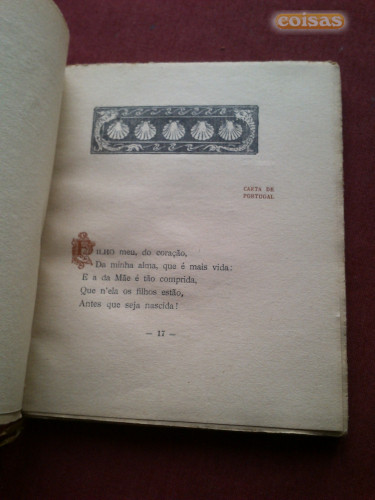 coisas
CARTA DE
PORTUGAL
FILHO meu, do coração,
Da minha alma, que é mais vida:
E a da Mãe é tão comprida,
Que n'ela os filhos estão,
Antes que seja nascida!
— 17 —